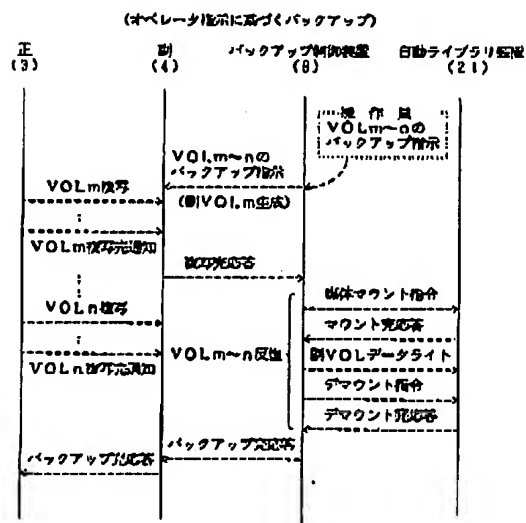 (オペレータ指示に基づくバックアップ)
正 副 バックアップ制御装置 自動ライブラリ装置
(3) (4) (8) (21)
操作員
VOLm〜nの
バックアップ指示
VOLm〜nの
バックアップ指示
VOLm複写
(副VOLm生成)
VOLm複写完通知
複写完応答
媒体マウント指令
VOLn複写
マウント完応答
VOLm〜n反復
副VOLデータライト
VOLn複写完通知
デマウント指令
デマウント完応答
バックアップ完応答
バックアップ完応答